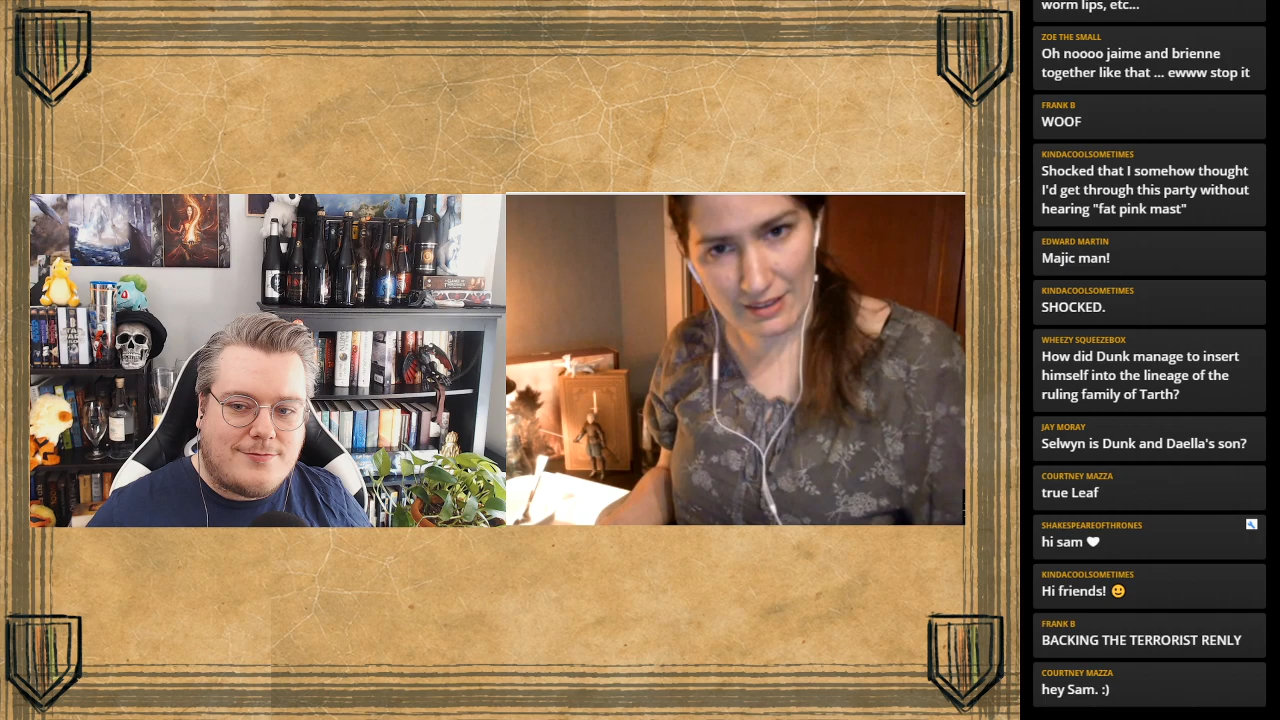 worm lips, etc...
ZOE THE SMALL
Oh noooo jaime and brienne
together like that ... ewww stop it
FRANK B
WOOF
KINDACOOLSOMETIMES
Shocked that I somehow thought
I'd get through this party without
hearing "fat pink mast"
EDWARD MARTIN
Majic man!
KINDACOOLSOMETIMES
SHOCKED.
WHEEZY SQUEEZEBOX
How did Dunk manage to insert
himself into the lineage of the
ruling family of Tarth?
JAY MORAY
Selwyn is Dunk and Daella's son?
COURTNEY MAZZA
true Leaf
SHAKESPEAREOFTHRONES
hi sam 🤍
KINDACOOLSOMETIMES
Hi friends! 🙂
FRANK B
BACKING THE TERRORIST RENLY
COURTNEY MAZZA
hey Sam. :)